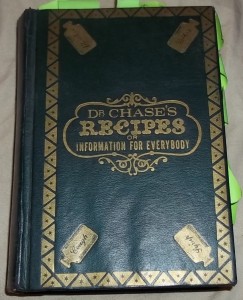 DR CHASE'S
RECIPES
OR
INFORMATION FOR EVERYBODY